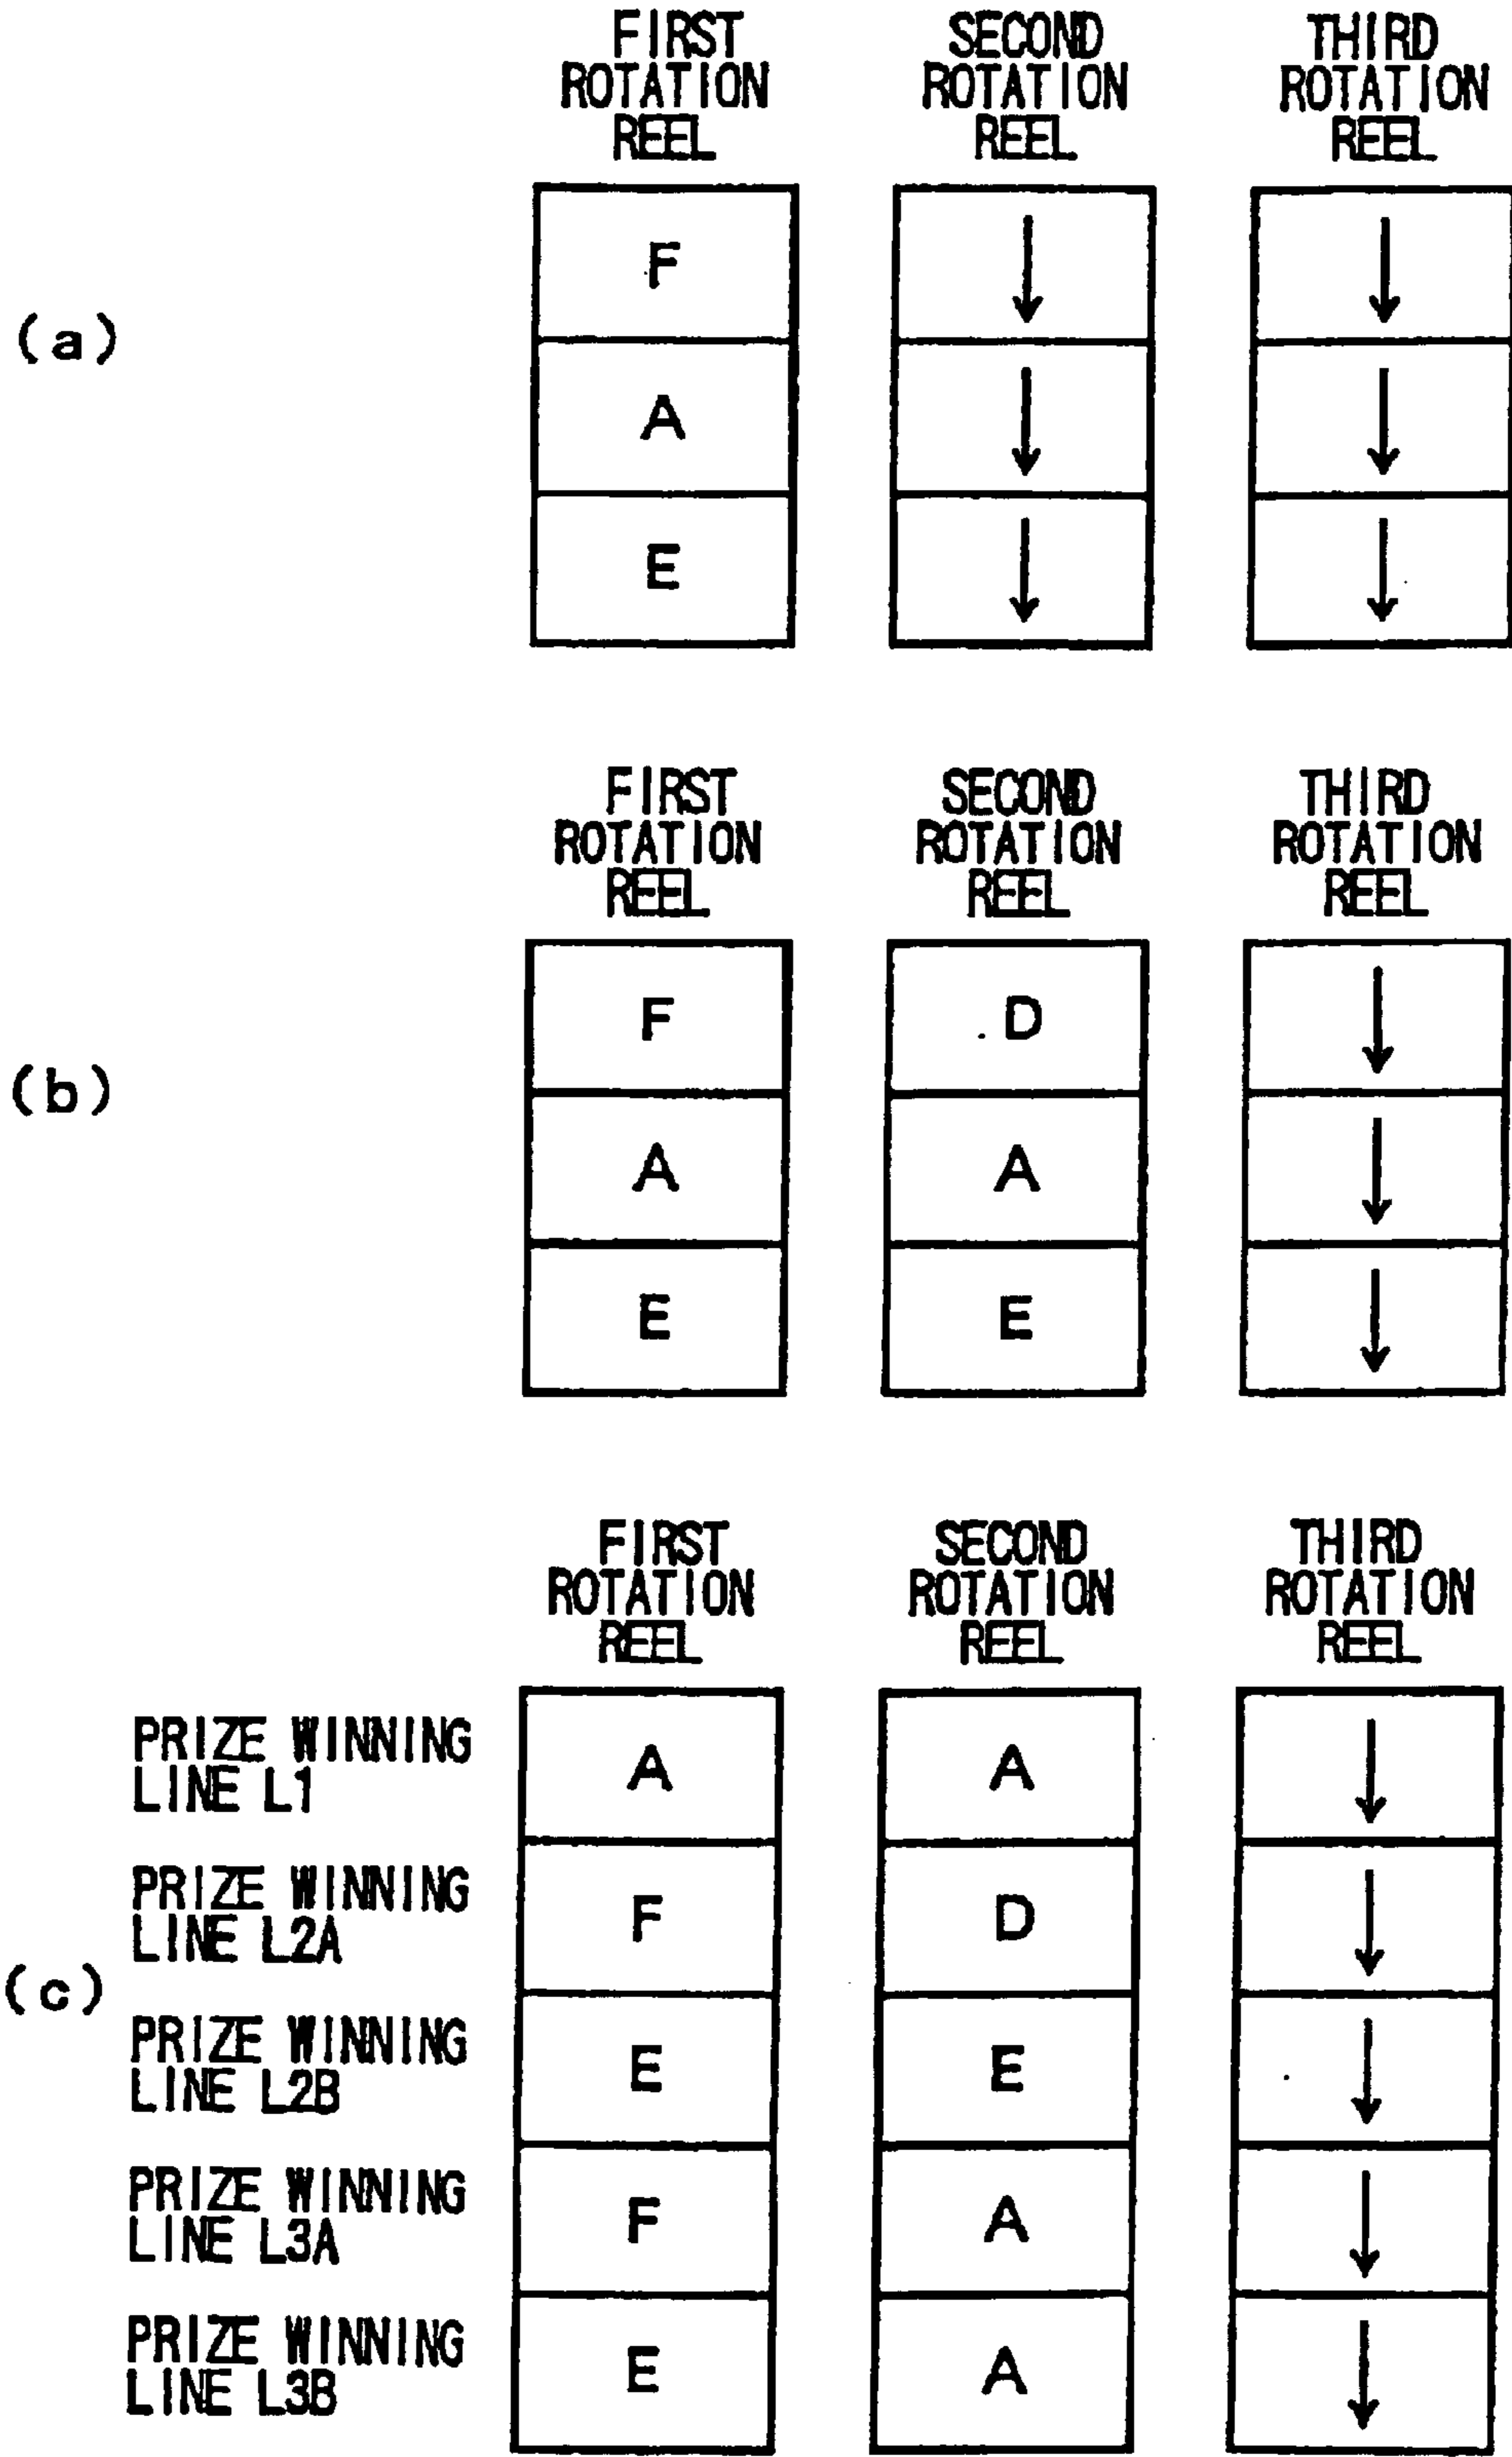 FIRST SECOND THIRD
ROTATION ROTATION ROTATION
REEL REEL REEL
F ↓ ↓
(a)
A ↓ ↓
E ↓ ↓
FIRST SECOND THIRD
ROTATION ROTATION ROTATION
REEL REEL REEL
F D ↓
(b)
A A ↓
E E ↓
FIRST SECOND THIRD
ROTATION ROTATION ROTATION
REEL REEL REEL
(c)
PRIZE WINNING
LINE L1
A A ↓
PRIZE WINNING
LINE L2A
F D ↓
PRIZE WINNING
LINE L2B
E E ↓
PRIZE WINNING
LINE L3A
F A ↓
PRIZE WINNING
LINE L3B
E A ↓